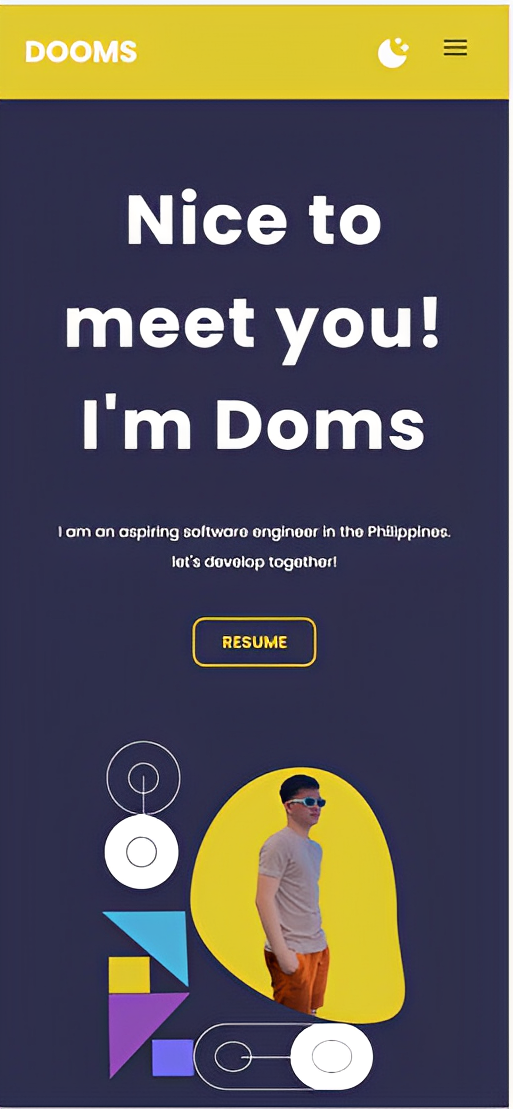 DOOMS
Nice to
meet you!
I'm Doms
I am an aspiring software engineer in the Philippines.
let's develop together!
RESUME